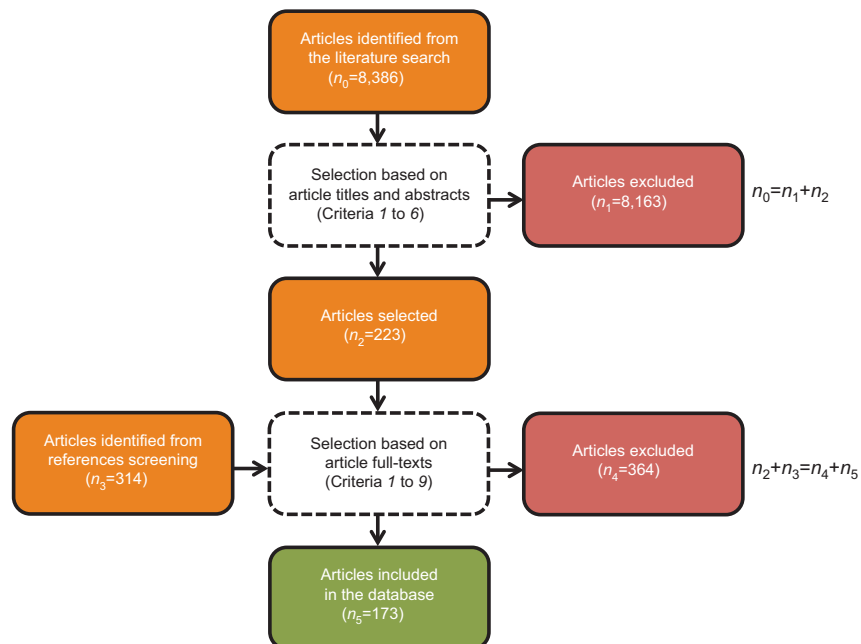 Articles identified from
the literature search
(n₀=8,386)
Selection based on
article titles and abstracts
(Criteria 1 to 6)
Articles excluded
(n₁=8,163)
n₀=n₁+n₂
Articles selected
(n₂=223)
Articles identified from
references screening
(n₃=314)
Selection based on
article full-texts
(Criteria 1 to 9)
Articles excluded
(n₄=364)
n₂+n₃=n₄+n₅
Articles included
in the database
(n₅=173)